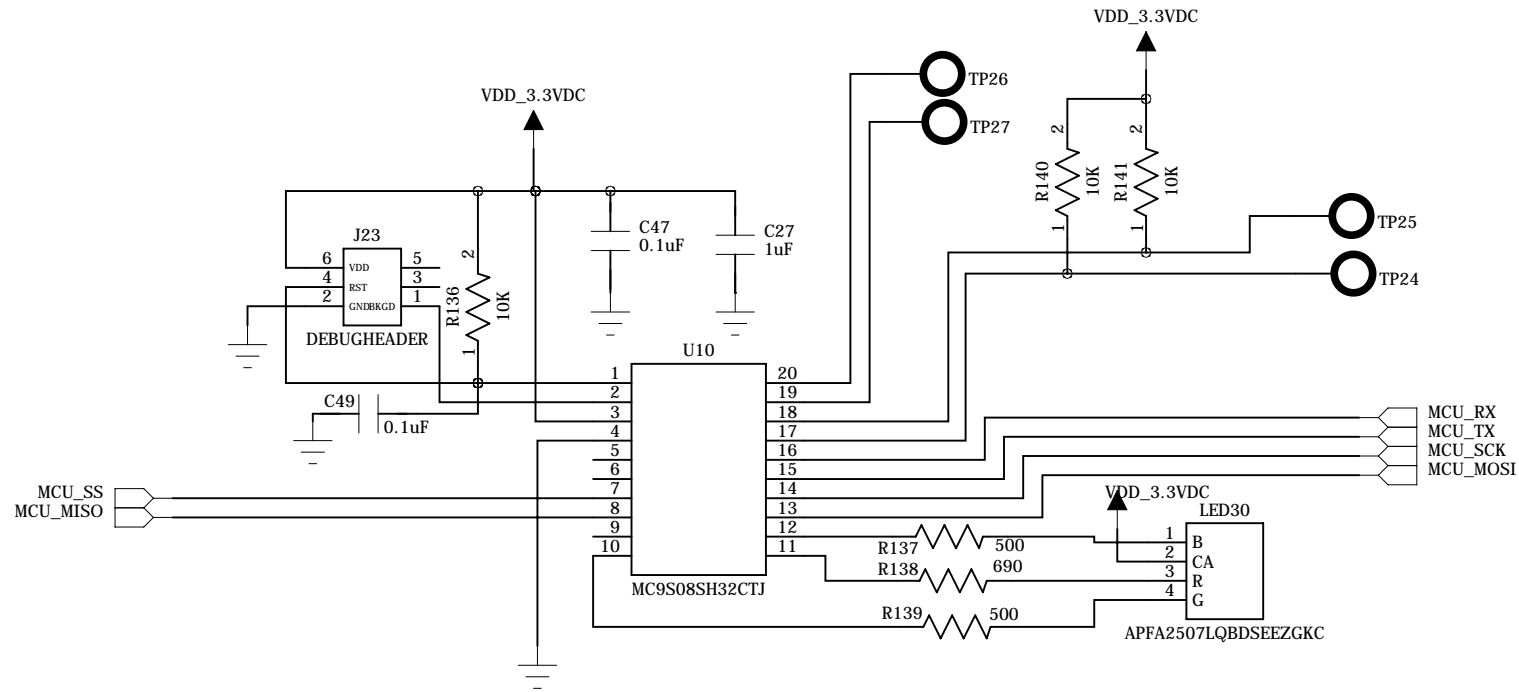 VDD_3.3VDC
VDD_3.3VDC
TP26
TP27
2
2
R140
10K
R141
10K
1
1
TP25
TP24
J23
6 VDD 5
4 RST 3
2 GNDBKGD 1
DEBUGHEADER
2
R136
10K
1
C47
0.1uF
C27
1uF
C49
0.1uF
U10
1 20
2 19
3 18
4 17
5 16
6 15
7 14
8 13
9 12
10 11
MC9S08SH32CTJ
MCU_SS
MCU_MISO
MCU_RX
MCU_TX
MCU_SCK
MCU_MOSI
VDD_3.3VDC
LED30
R137 500
R138 690
R139 500
1 B
2 CA
3 R
4 G
APFA2507LQBDSEEZGKC